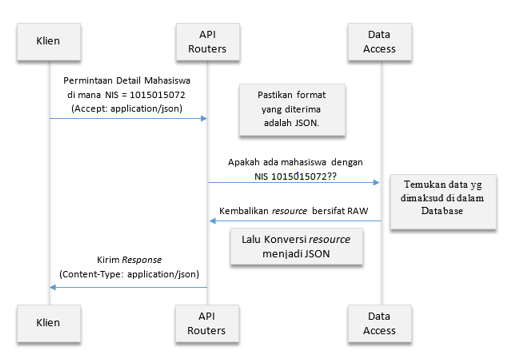 Klien
API
Routers
Data
Access
Permintaan Detail Mahasiswa
di mana NIS = 1015015072
(Accept: application/json)
Pastikan format
yang diterima
adalah JSON.
Apakah ada mahasiswa dengan
NIS 1015015072??
Temukan data yg
dimaksud di dalam
Database
Kembalikan resource bersifat RAW
Lalu Konversi resource
menjadi JSON
Kirim Response
(Content-Type: application/json)
Klien
API
Routers
Data
Access